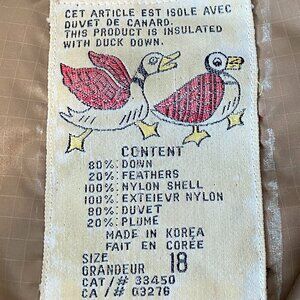 CET ARTICLE EST ISOLE AVEC
DUVET DE CANARD.
THIS PRODUCT IS INSULATED
WITH DUCK DOWN.
CONTENT
80%: DOWN
20%: FEATHERS
100%: NYLON SHELL
100%: EXTEIEVR NYLON
80%: DUVET
20%: PLUME
MADE IN KOREA
FAIT EN CORÉE
SIZE
GRANDEUR 18
CAT/# 33450
CA /# 03276